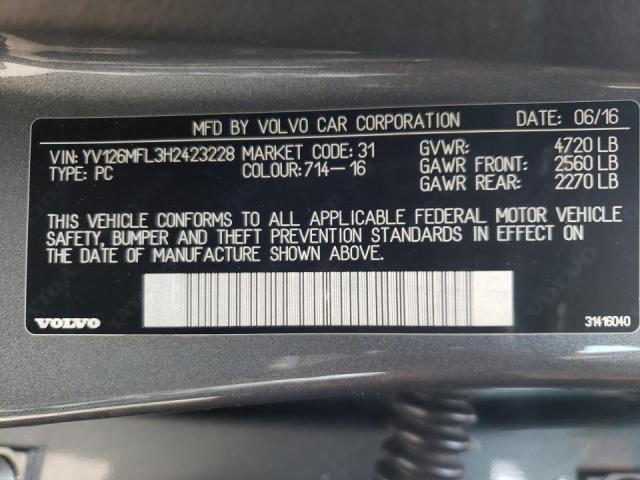 MFD BY VOLVO CAR CORPORATION DATE: 06/16
VIN: YV126MFL3H2423228 MARKET CODE: 31 GVWR: 4720 LB
TYPE: PC COLOUR: 714-16 GAWR FRONT: 2560 LB
GAWR REAR: 2270 LB
THIS VEHICLE CONFORMS TO ALL APPLICABLE FEDERAL MOTOR VEHICLE
SAFETY, BUMPER AND THEFT PREVENTION STANDARDS IN EFFECT ON
THE DATE OF MANUFACTURE SHOWN ABOVE.
VOLVO 31416040